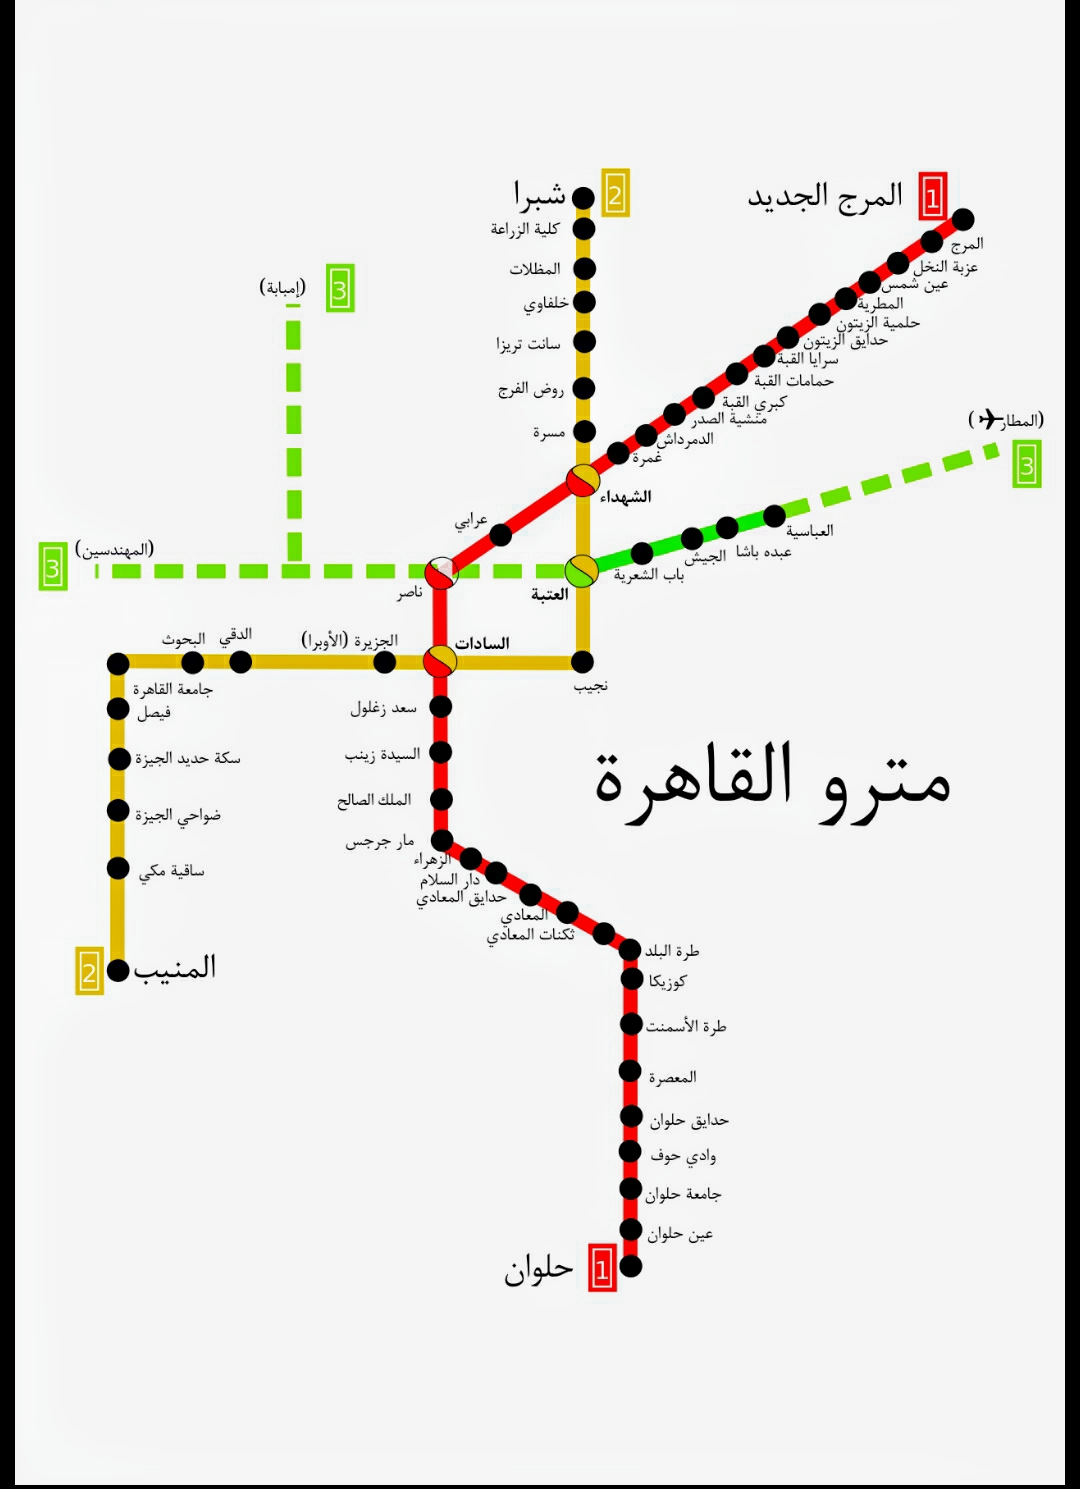 شبرا
2
كلية الزراعة
المظلات
خلفاوي
سانت تريزا
روض الفرج
مسرة
المرج الجديد
1
المرج
عزبة النخل
عين شمس
المطرية
حلمية الزيتون
حدايق الزيتون
سرايا القبة
حمامات القبة
كبري القبة
منشية الصدر
الدمرداش
غمرة
الشهداء
عرابي
ناصر
(إمبابة)
3
(المهندسين)
3
(المطار)
3
العباسية
عبده باشا
الجيش
باب الشعرية
العتبة
السادات
نجيب
الجزيرة (الأوبرا)
الدقي
البحوث
جامعة القاهرة
فيصل
سكة حديد الجيزة
ضواحي الجيزة
ساقية مكي
المنيب
2
سعد زغلول
السيدة زينب
الملك الصالح
مار جرجس
الزهراء
دار السلام
حدايق المعادي
المعادي
ثكنات المعادي
مترو القاهرة
طرة البلد
كوزيكا
طرة الأسمنت
المعصرة
حدايق حلوان
وادي حوف
جامعة حلوان
عين حلوان
حلوان
1